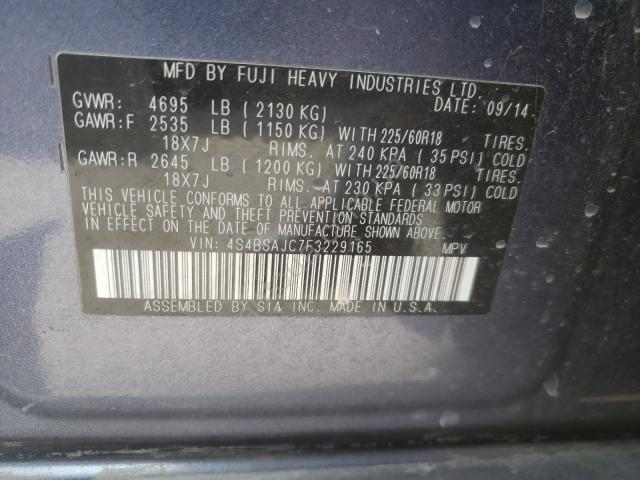 MFD BY FUJI HEAVY INDUSTRIES LTD.
GVWR: 4695 LB (2130 KG) DATE: 09/14
GAWR:F 2535 LB (1150 KG) WITH 225/60R18 TIRES.
18X7J RIMS. AT 240 KPA (35 PSI) COLD
GAWR:R 2645 LB (1200 KG) WITH 225/60R18 TIRES.
18X7J RIMS. AT 230 KPA (33 PSI) COLD
THIS VEHICLE CONFORMS TO ALL APPLICABLE FEDERAL MOTOR
VEHICLE SAFETY AND THEFT PREVENTION STANDARDS
IN EFFECT ON THE DATE OF MANUFACTURE SHOWN ABOVE.
VIN: 4S4BSAJC7F3229165 MPV
ASSEMBLED BY SIA INC. MADE IN U.S.A.